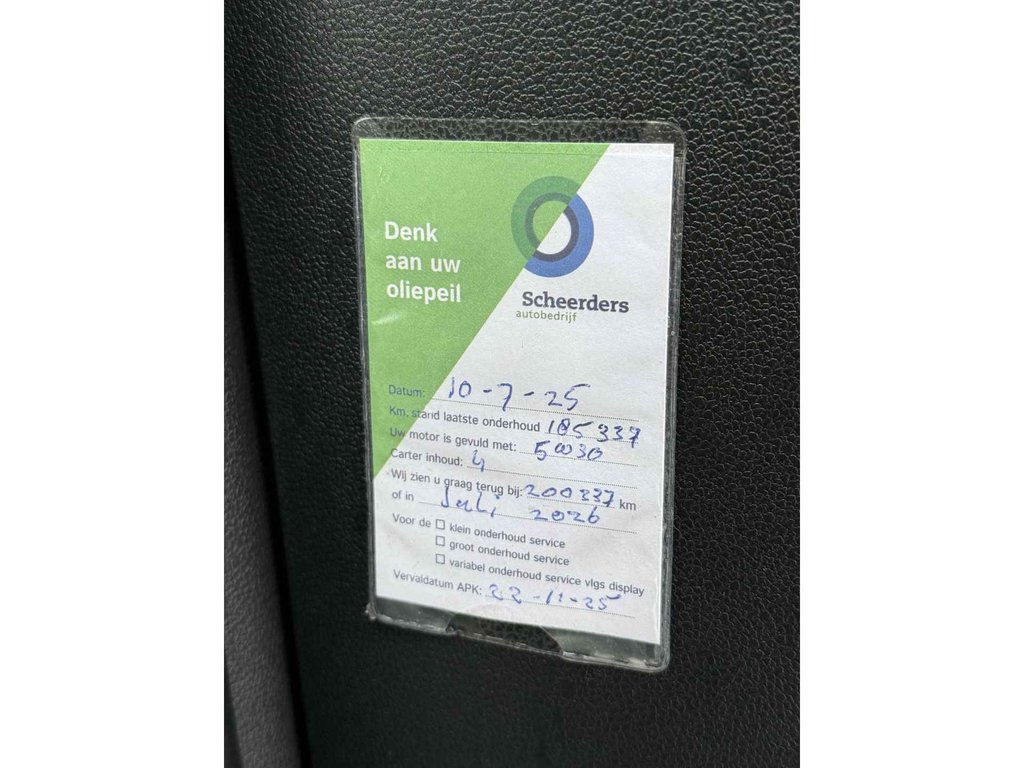 Denk
aan uw
oliepeil
Scheerders
autobedrijf
Datum: 10-7-25
Km. stand laatste onderhoud 185337
Uw motor is gevuld met: 5W30
Carter inhoud: 4
Wij zien u graag terug bij: 200337 km
of in Juli 2026
Voor de □ klein onderhoud service
□ groot onderhoud service
□ variabel onderhoud service vlgs display
Vervaldatum APK: 22-11-25